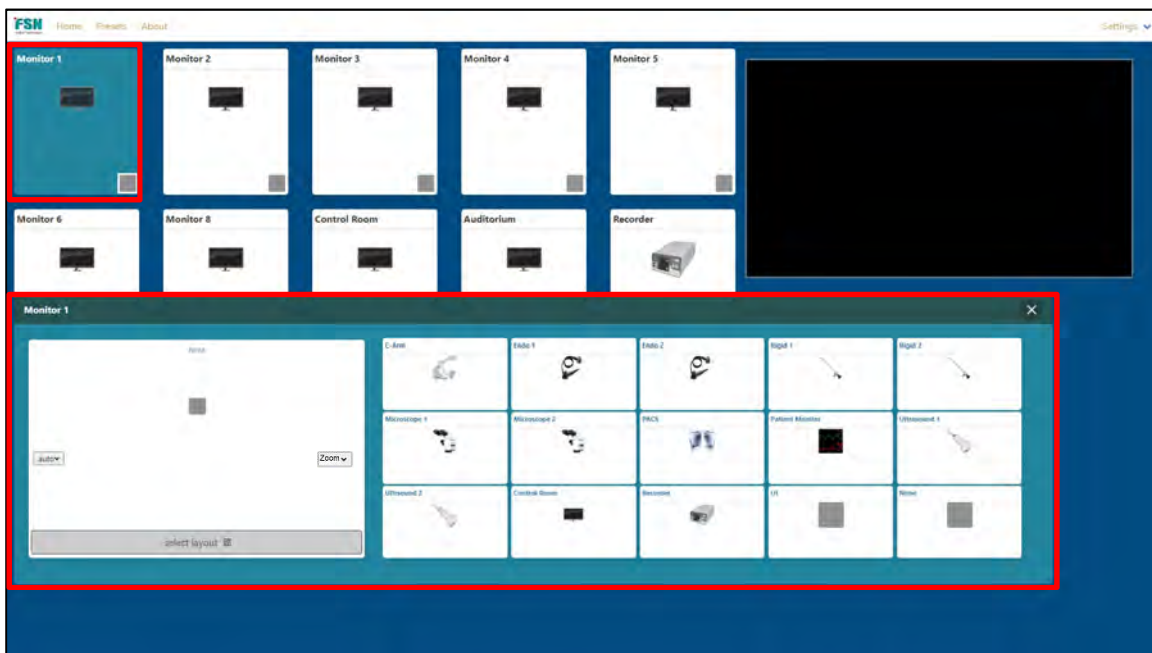 FSN Home Presets About Settings
Monitor 1 Monitor 2 Monitor 3 Monitor 4 Monitor 5
Monitor 6 Monitor 8 Control Room Auditorium Recorder
Monitor 1
None
C-Arm Endo 1 Endo 2 Rigid 1 Rigid 2
Microscope 1 Microscope 2 PACS Patient Monitor Ultrasound 1
auto Zoom
Ultrasound 2 Control Room Recorder UI None
select layout